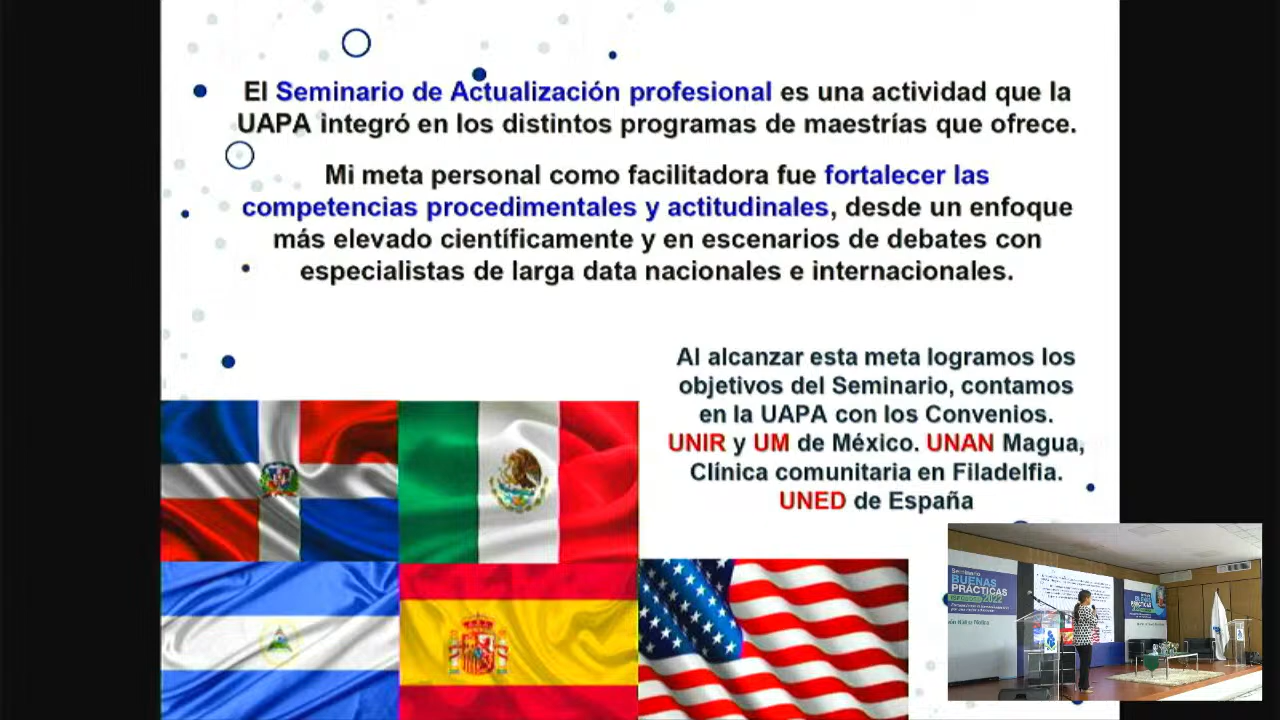 El Seminario de Actualización profesional es una actividad que la
UAPA integró en los distintos programas de maestrías que ofrece.
Mi meta personal como facilitadora fue fortalecer las
competencias procedimentales y actitudinales, desde un enfoque
más elevado científicamente y en escenarios de debates con
especialistas de larga data nacionales e internacionales.
Al alcanzar esta meta logramos los
objetivos del Seminario, contamos
en la UAPA con los Convenios.
UNIR y UM de México. UNAN Magua,
Clínica comunitaria en Filadelfia.
UNED de España
Seminario
BUENAS
PRÁCTICAS
2022